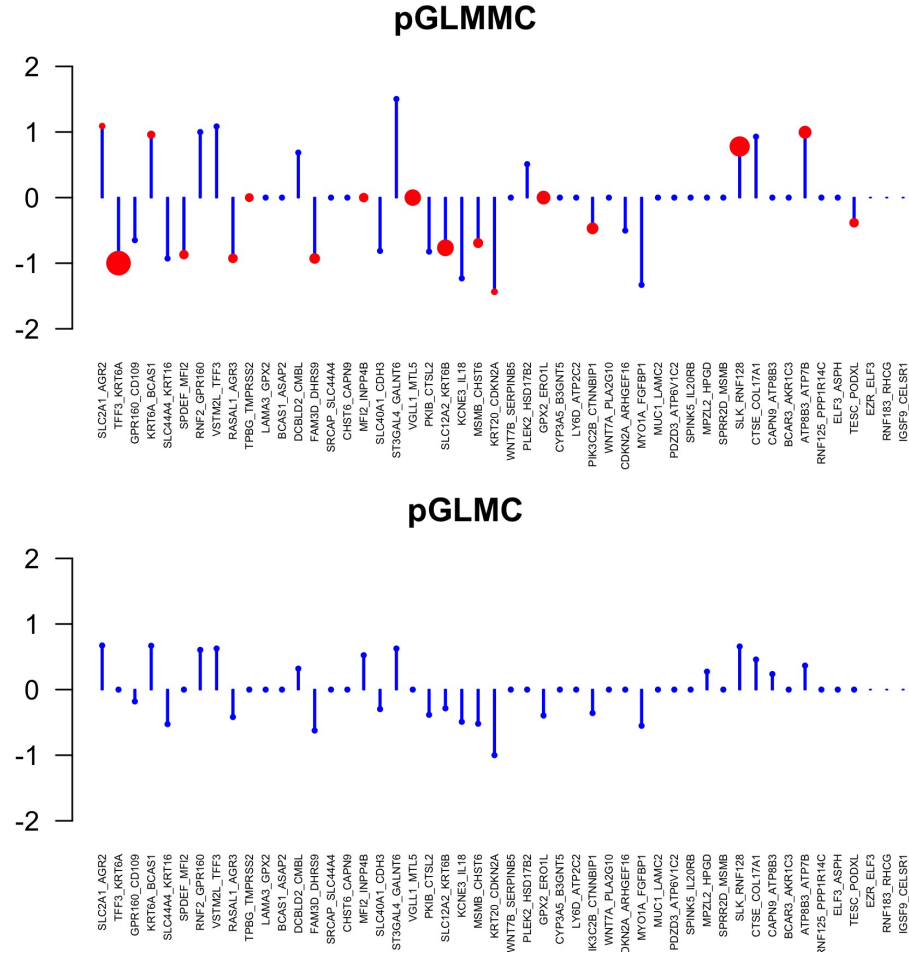 pGLMMC
2
1
0
-1
-2
SLC2A1_AGR2
TFF3_KRT6A
GPR160_CD109
KRT6A_BCAS1
SLC44A4_KRT16
SPDEF_MFI2
RNF2_GPR160
VSTM2L_TFF3
RASAL1_AGR3
TPBG_TMPRSS2
LAMA3_GPX2
BCAS1_ASAP2
DCBLD2_CMBL
FAM3D_DHRS9
SRCAP_SLC44A4
CHST6_CAPN9
MFI2_INPP4B
SLC40A1_CDH3
ST3GAL4_GALNT6
VGLL1_MTL5
PKIB_CTSL2
SLC12A2_KRT6B
KCNE3_IL18
MSMB_CHST6
KRT20_CDKN2A
WNT7B_SERPINB5
PLEK2_HSD17B2
GPX2_ERO1L
CYP3A5_B3GNT5
LY6D_ATP2C2
PIK3C2B_CTNNBIP1
WNT7A_PLA2G10
CDKN2A_ARHGEF16
MYO1A_FGFBP1
MUC1_LAMC2
PDZD3_ATP6V1C2
SPINK5_IL20RB
MPZL2_HPGD
SPRR2D_MSMB
SLK_RNF128
CTSE_COL17A1
CAPN9_ATP8B3
BCAR3_AKR1C3
ATP8B3_ATP7B
RNF125_PPP1R14C
ELF3_ASPH
TESC_PODXL
EZR_ELF3
RNF183_RHCG
IGSF9_CELSR1
pGLMC
2
1
0
-1
-2
SLC2A1_AGR2
TFF3_KRT6A
GPR160_CD109
KRT6A_BCAS1
SLC44A4_KRT16
SPDEF_MFI2
RNF2_GPR160
VSTM2L_TFF3
RASAL1_AGR3
TPBG_TMPRSS2
LAMA3_GPX2
BCAS1_ASAP2
DCBLD2_CMBL
FAM3D_DHRS9
SRCAP_SLC44A4
CHST6_CAPN9
MFI2_INPP4B
SLC40A1_CDH3
ST3GAL4_GALNT6
VGLL1_MTL5
PKIB_CTSL2
SLC12A2_KRT6B
KCNE3_IL18
MSMB_CHST6
KRT20_CDKN2A
WNT7B_SERPINB5
PLEK2_HSD17B2
GPX2_ERO1L
CYP3A5_B3GNT5
LY6D_ATP2C2
IK3C2B_CTNNBIP1
WNT7A_PLA2G10
DKN2A_ARHGEF16
MYO1A_FGFBP1
MUC1_LAMC2
PDZD3_ATP6V1C2
SPINK5_IL20RB
MPZL2_HPGD
SPRR2D_MSMB
SLK_RNF128
CTSE_COL17A1
CAPN9_ATP8B3
BCAR3_AKR1C3
ATP8B3_ATP7B
RNF125_PPP1R14C
ELF3_ASPH
TESC_PODXL
EZR_ELF3
RNF183_RHCG
IGSF9_CELSR1